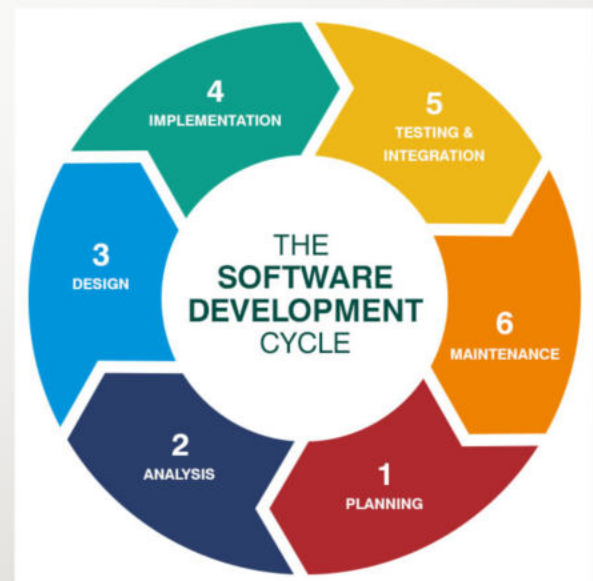 THE
SOFTWARE
DEVELOPMENT
CYCLE
1
PLANNING
2
ANALYSIS
3
DESIGN
4
IMPLEMENTATION
5
TESTING &
INTEGRATION
6
MAINTENANCE